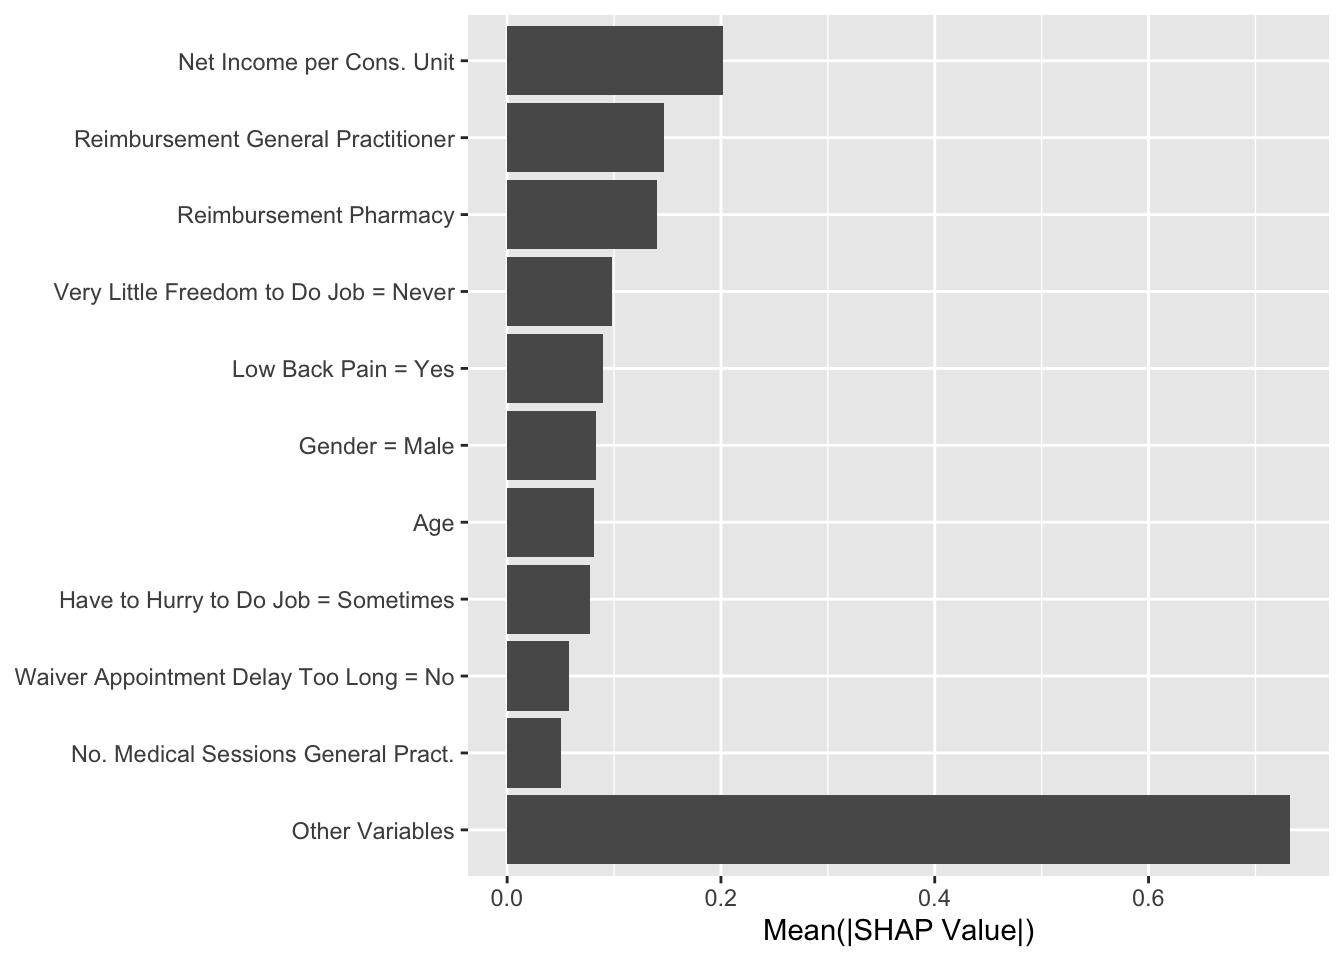 Net Income per Cons. Unit
Reimbursement General Practitioner
Reimbursement Pharmacy
Very Little Freedom to Do Job = Never
Low Back Pain = Yes
Gender = Male
Age
Have to Hurry to Do Job = Sometimes
Waiver Appointment Delay Too Long = No
No. Medical Sessions General Pract.
Other Variables
0.0 0.2 0.4 0.6
Mean(|SHAP Value|)